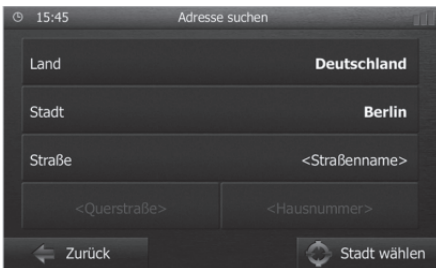 15:45 Adresse suchen
Land Deutschland
Stadt Berlin
Straße <Straßenname>
<Querstraße> <Hausnummer>
Zurück Stadt wählen